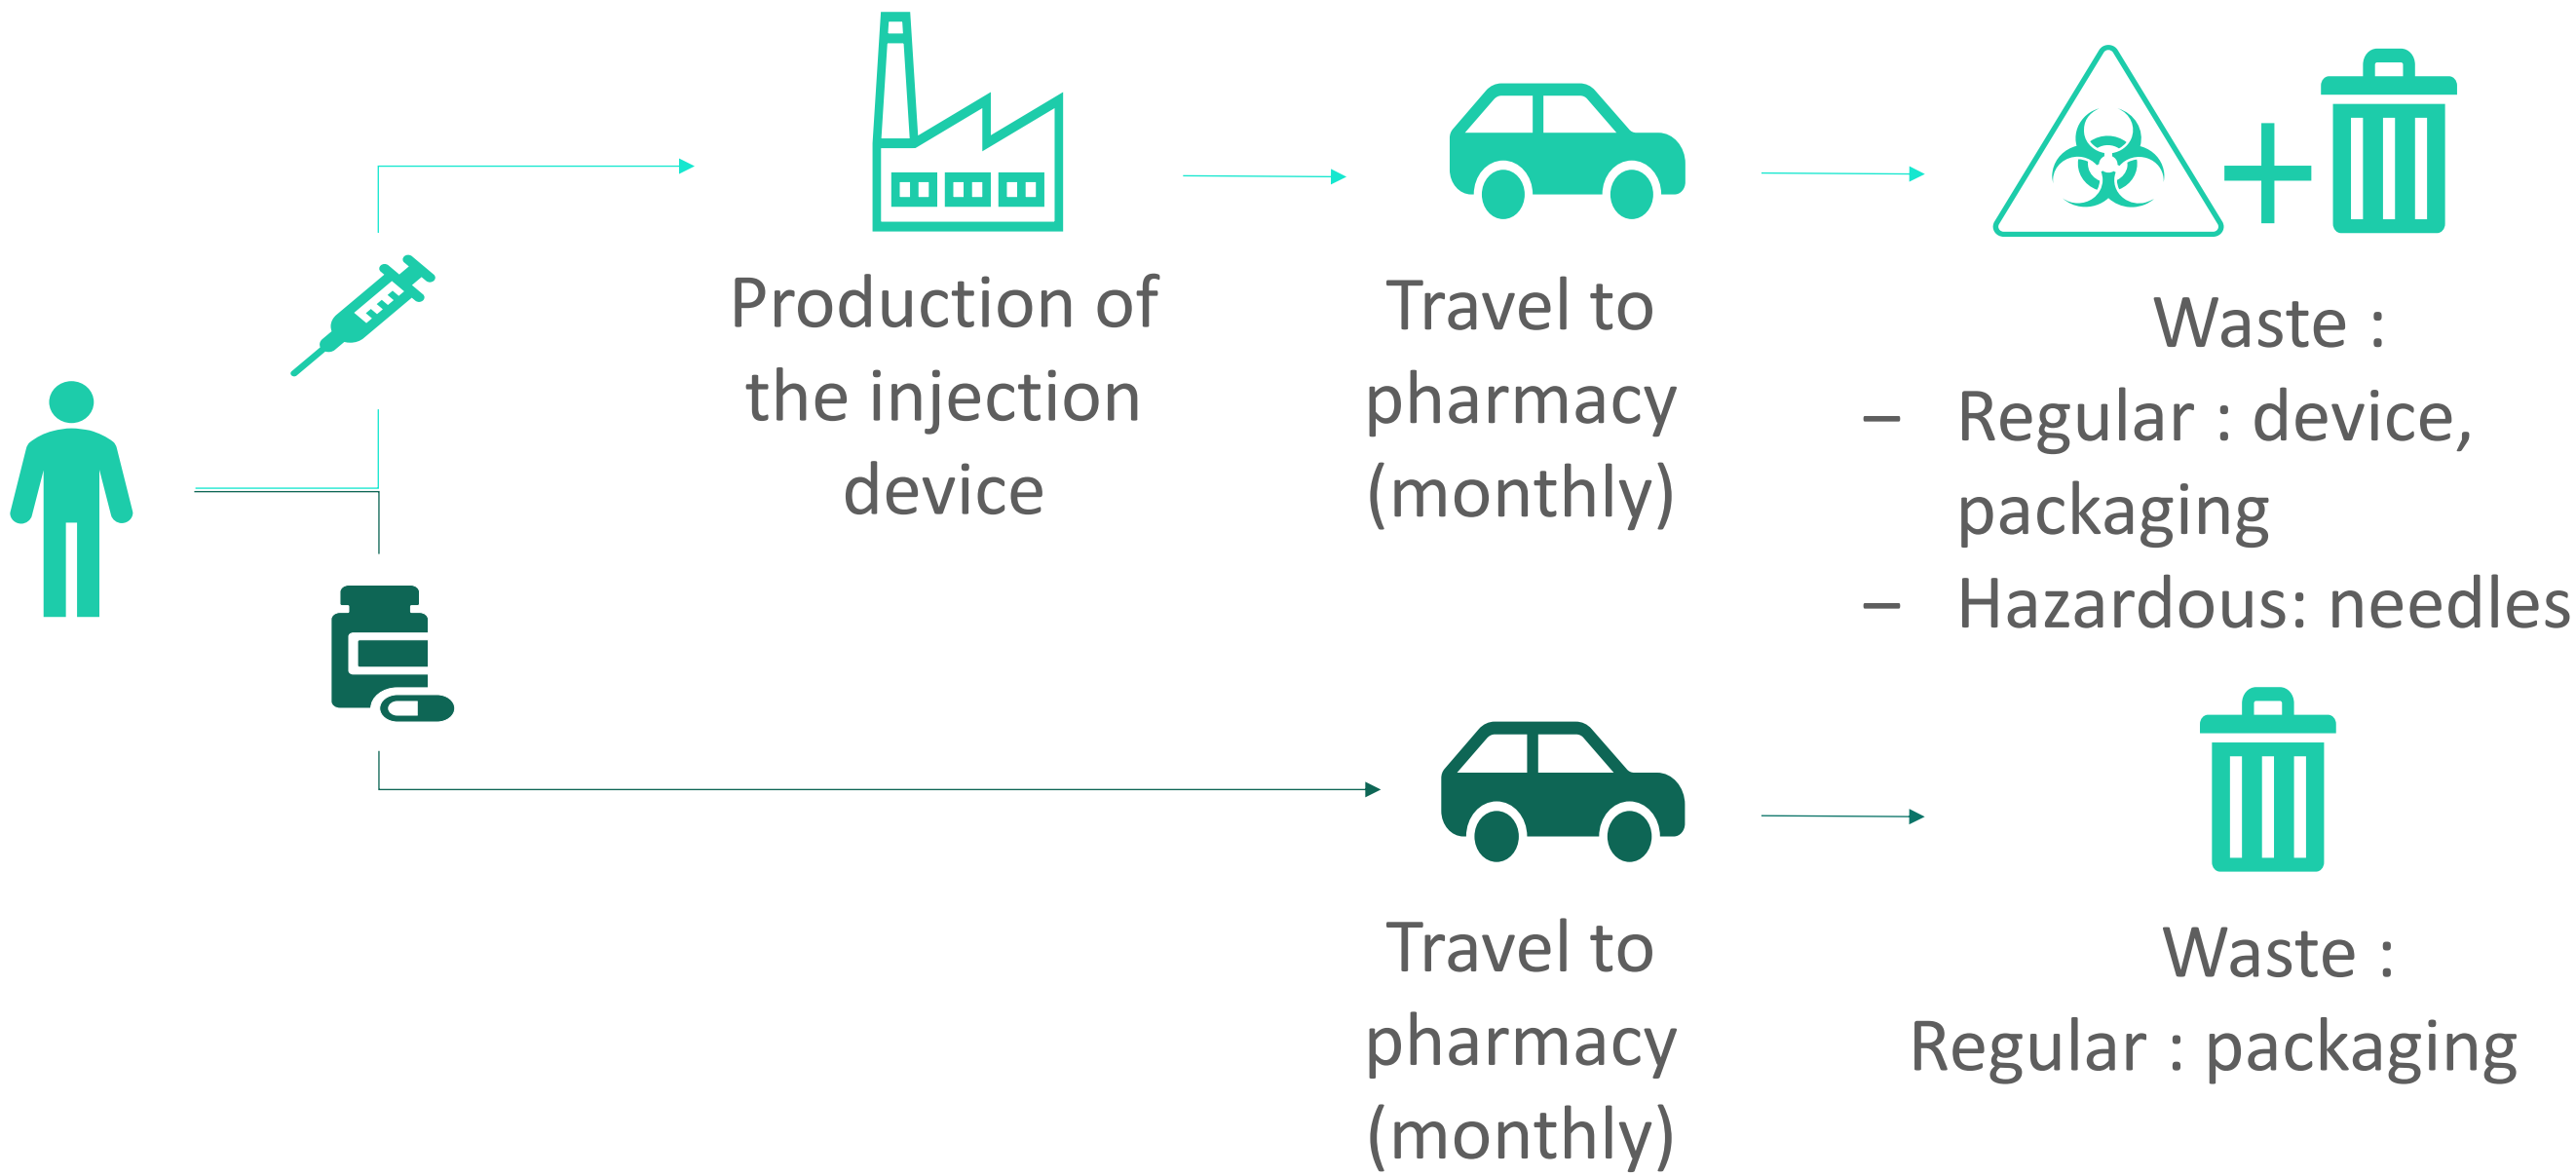 Production of
the injection
device
Travel to
pharmacy
(monthly)
Waste :
– Regular : device,
packaging
– Hazardous: needles
Travel to
pharmacy
(monthly)
Waste :
Regular : packaging